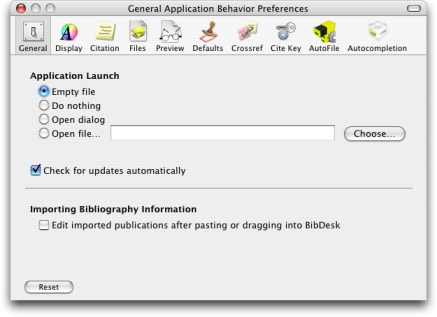 General Application Behavior Preferences
General Display Citation Files Preview Defaults Crossref Cite Key AutoFile Autocompletion
Application Launch
Empty file
Do nothing
Open dialog
Open file... Choose...
Check for updates automatically
Importing Bibliography Information
Edit imported publications after pasting or dragging into BibDesk
Reset